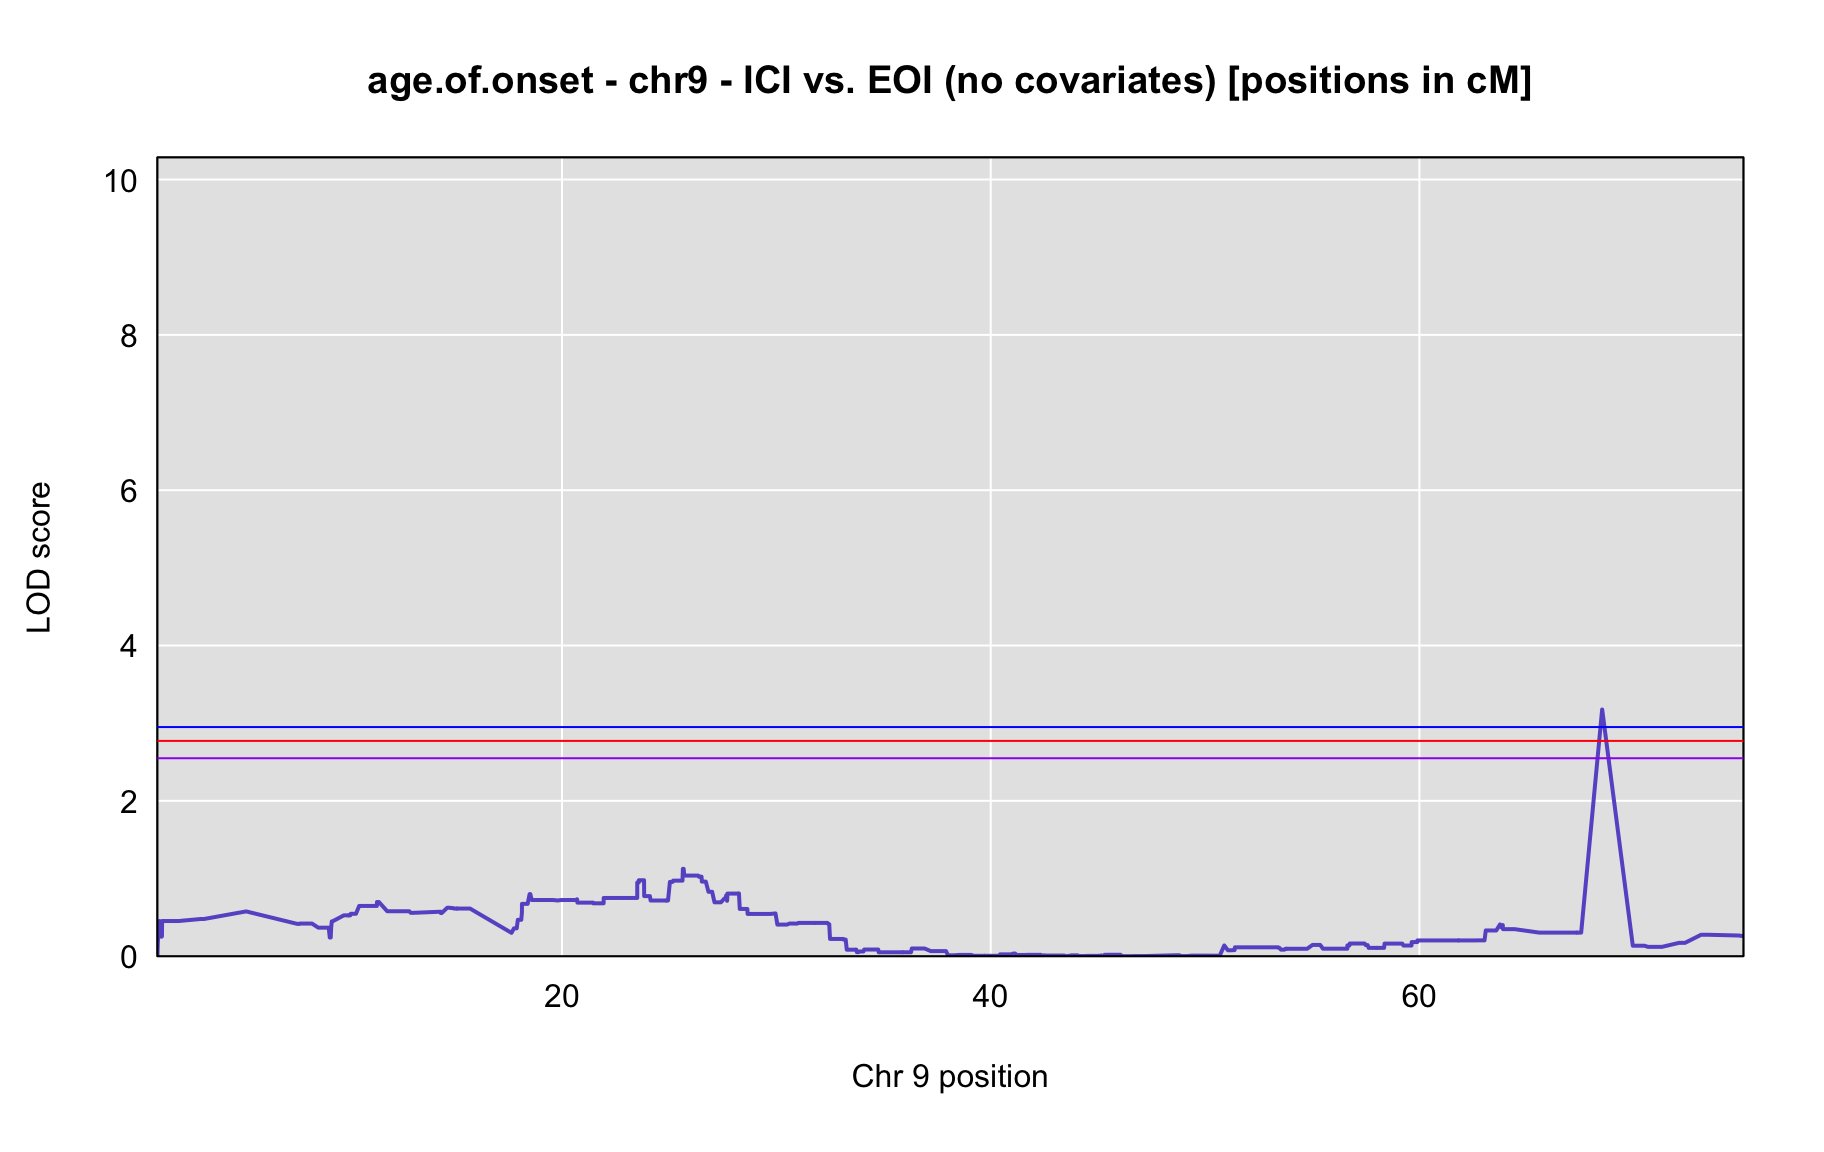 age.of.onset - chr9 - ICI vs. EOI (no covariates) [positions in cM]
10
8
6
4
2
0
LOD score
20 40 60
Chr 9 position